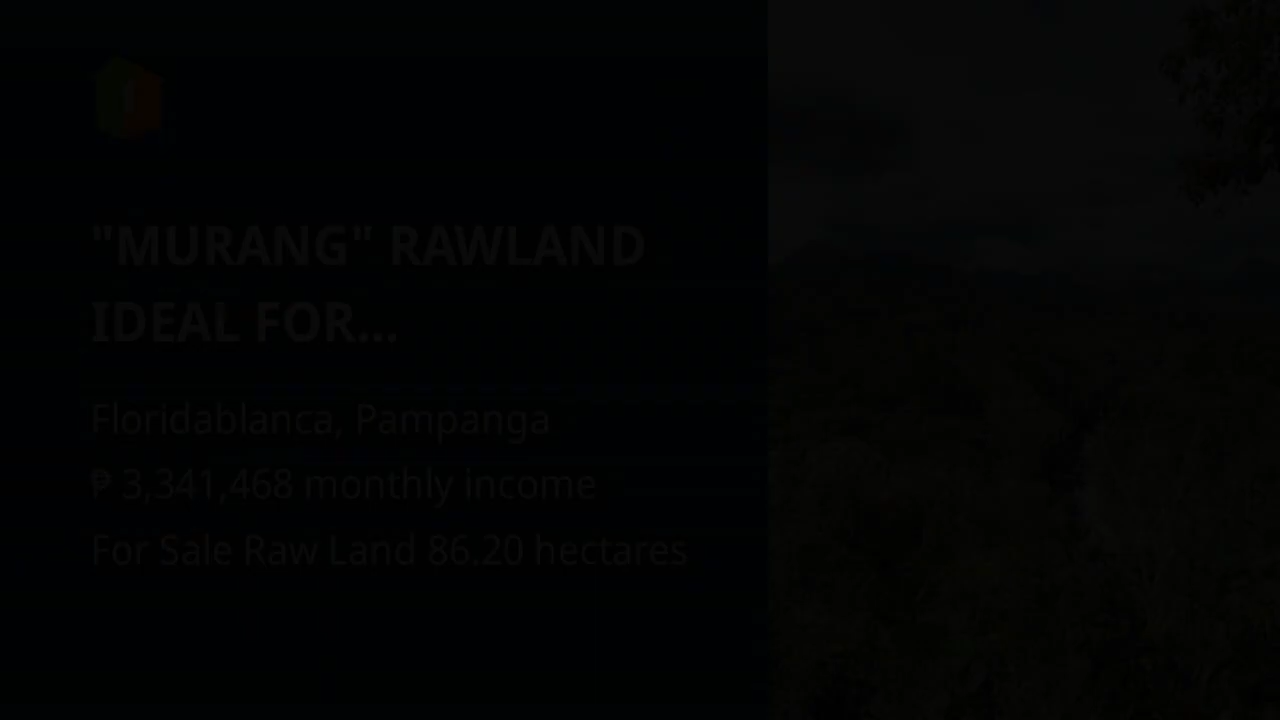 "MURANG" RAWLAND
IDEAL FOR...
Floridablanca, Pampanga
₱ 3,341,468 monthly income
For Sale Raw Land 86.20 hectares